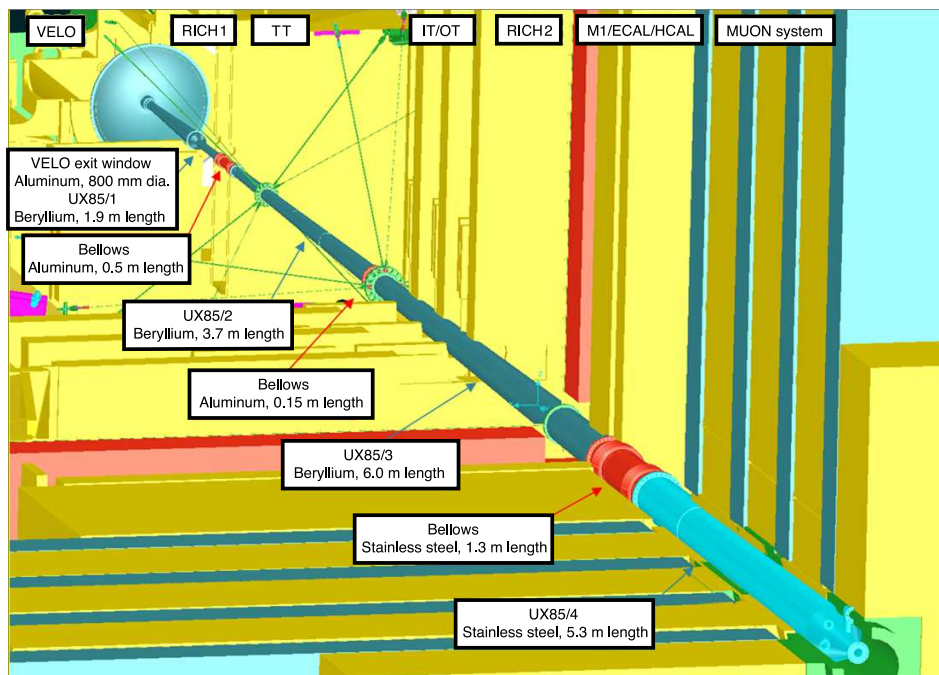 VELO
RICH1
TT
IT/OT
RICH2
M1/ECAL/HCAL
MUON system
VELO exit window
Aluminum, 800 mm dia.
UX85/1
Beryllium, 1.9 m length
Bellows
Aluminum, 0.5 m length
UX85/2
Beryllium, 3.7 m length
Bellows
Aluminum, 0.15 m length
UX85/3
Beryllium, 6.0 m length
Bellows
Stainless steel, 1.3 m length
UX85/4
Stainless steel, 5.3 m length